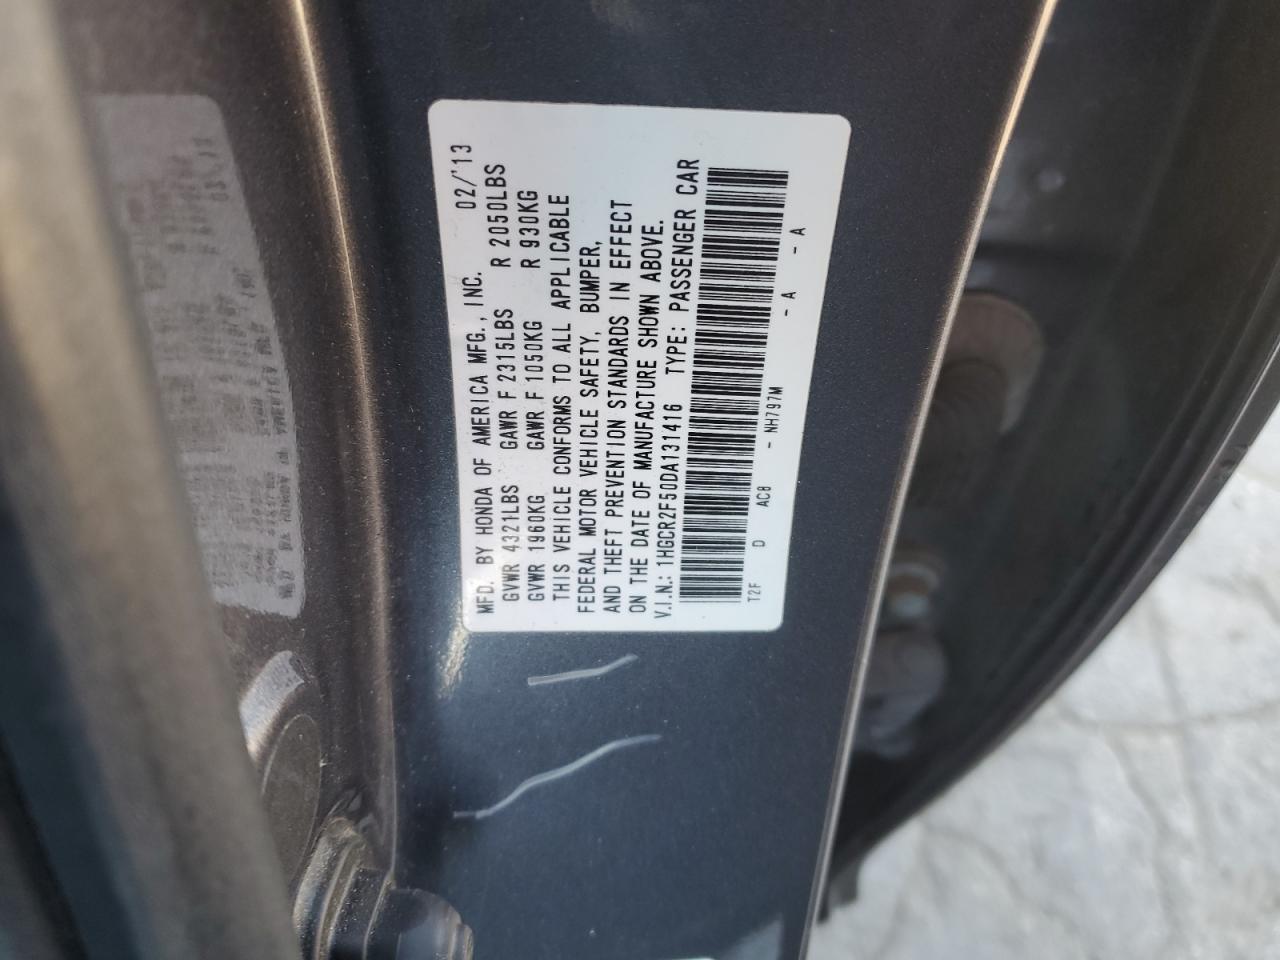 MFD. BY HONDA OF AMERICA MFG., INC. 02/'13
GVWR 4321LBS GAWR F 2315LBS R 2050LBS
GVWR 1960KG GAWR F 1050KG R 930KG
THIS VEHICLE CONFORMS TO ALL APPLICABLE
FEDERAL MOTOR VEHICLE SAFETY, BUMPER,
AND THEFT PREVENTION STANDARDS IN EFFECT
ON THE DATE OF MANUFACTURE SHOWN ABOVE.
V.I.N.: 1HGCR2F50DA131416 TYPE: PASSENGER CAR
D AC8 - NH797M - A - A
T2F